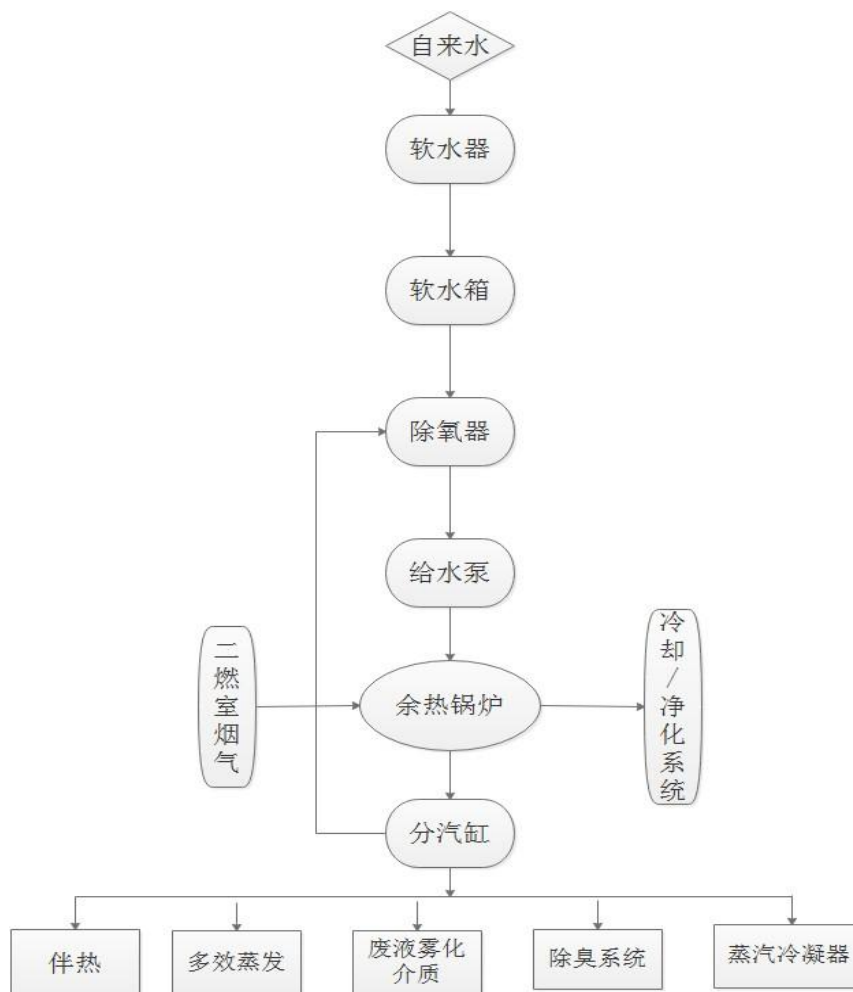 自来水
软水器
软水箱
除氧器
给水泵
二燃室烟气
余热锅炉
冷却/净化系统
分汽缸
伴热
多效蒸发
废液雾化
介质
除臭系统
蒸汽冷凝器